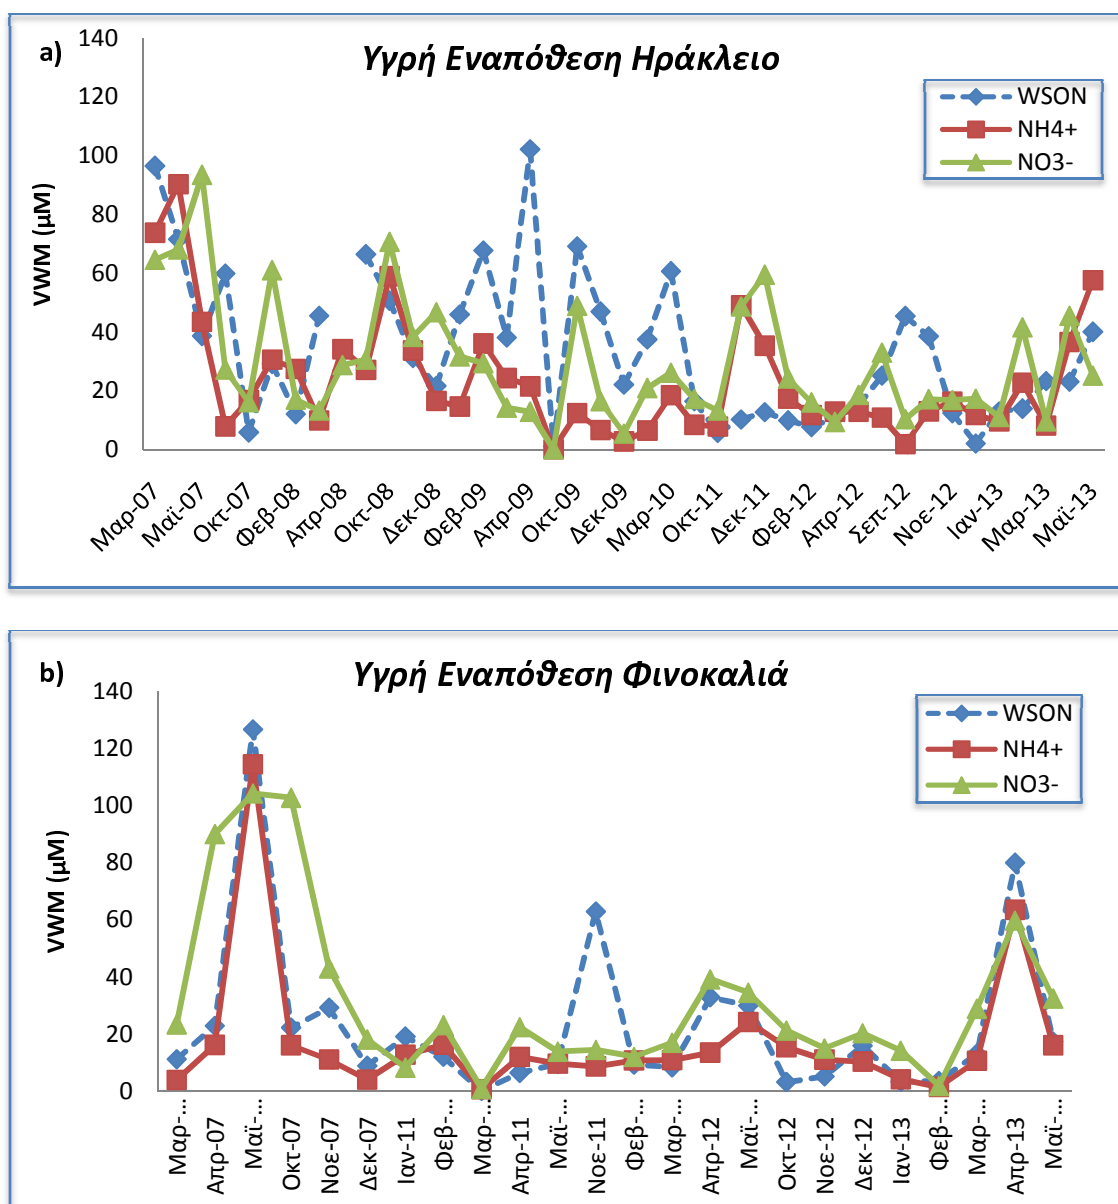 a)
Υγρή Εναπόθεση Ηράκλειο
140
120
100
80
60
40
20
0
VWM (μM)
WSON
NH4+
NO3-
Μαρ-07
Μαϊ-07
Οκτ-07
Φεβ-08
Απρ-08
Οκτ-08
Δεκ-08
Φεβ-09
Απρ-09
Οκτ-09
Δεκ-09
Μαρ-10
Οκτ-11
Δεκ-11
Φεβ-12
Απρ-12
Σεπ-12
Νοε-12
Ιαν-13
Μαρ-13
Μαϊ-13
b)
Υγρή Εναπόθεση Φινοκαλιά
140
120
100
80
60
40
20
0
VWM (μM)
WSON
NH4+
NO3-
Μαρ-...
Απρ-07
Μαϊ-...
Οκτ-07
Νοε-07
Δεκ-07
Ιαν-11
Φεβ-...
Μαρ-...
Απρ-11
Μαϊ-...
Νοε-11
Φεβ-...
Μαρ-...
Απρ-12
Μαϊ-...
Οκτ-12
Νοε-12
Δεκ-12
Ιαν-13
Φεβ-...
Μαρ-...
Απρ-13
Μαϊ-...